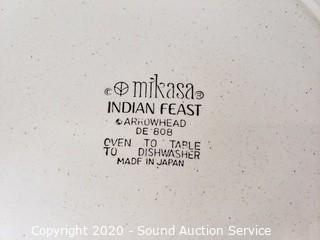 © mikasa®
INDIAN FEAST
ARROWHEAD
DE 808
OVEN TO TABLE
TO DISHWASHER
MADE IN JAPAN
Copyright 2020 - Sound Auction Service